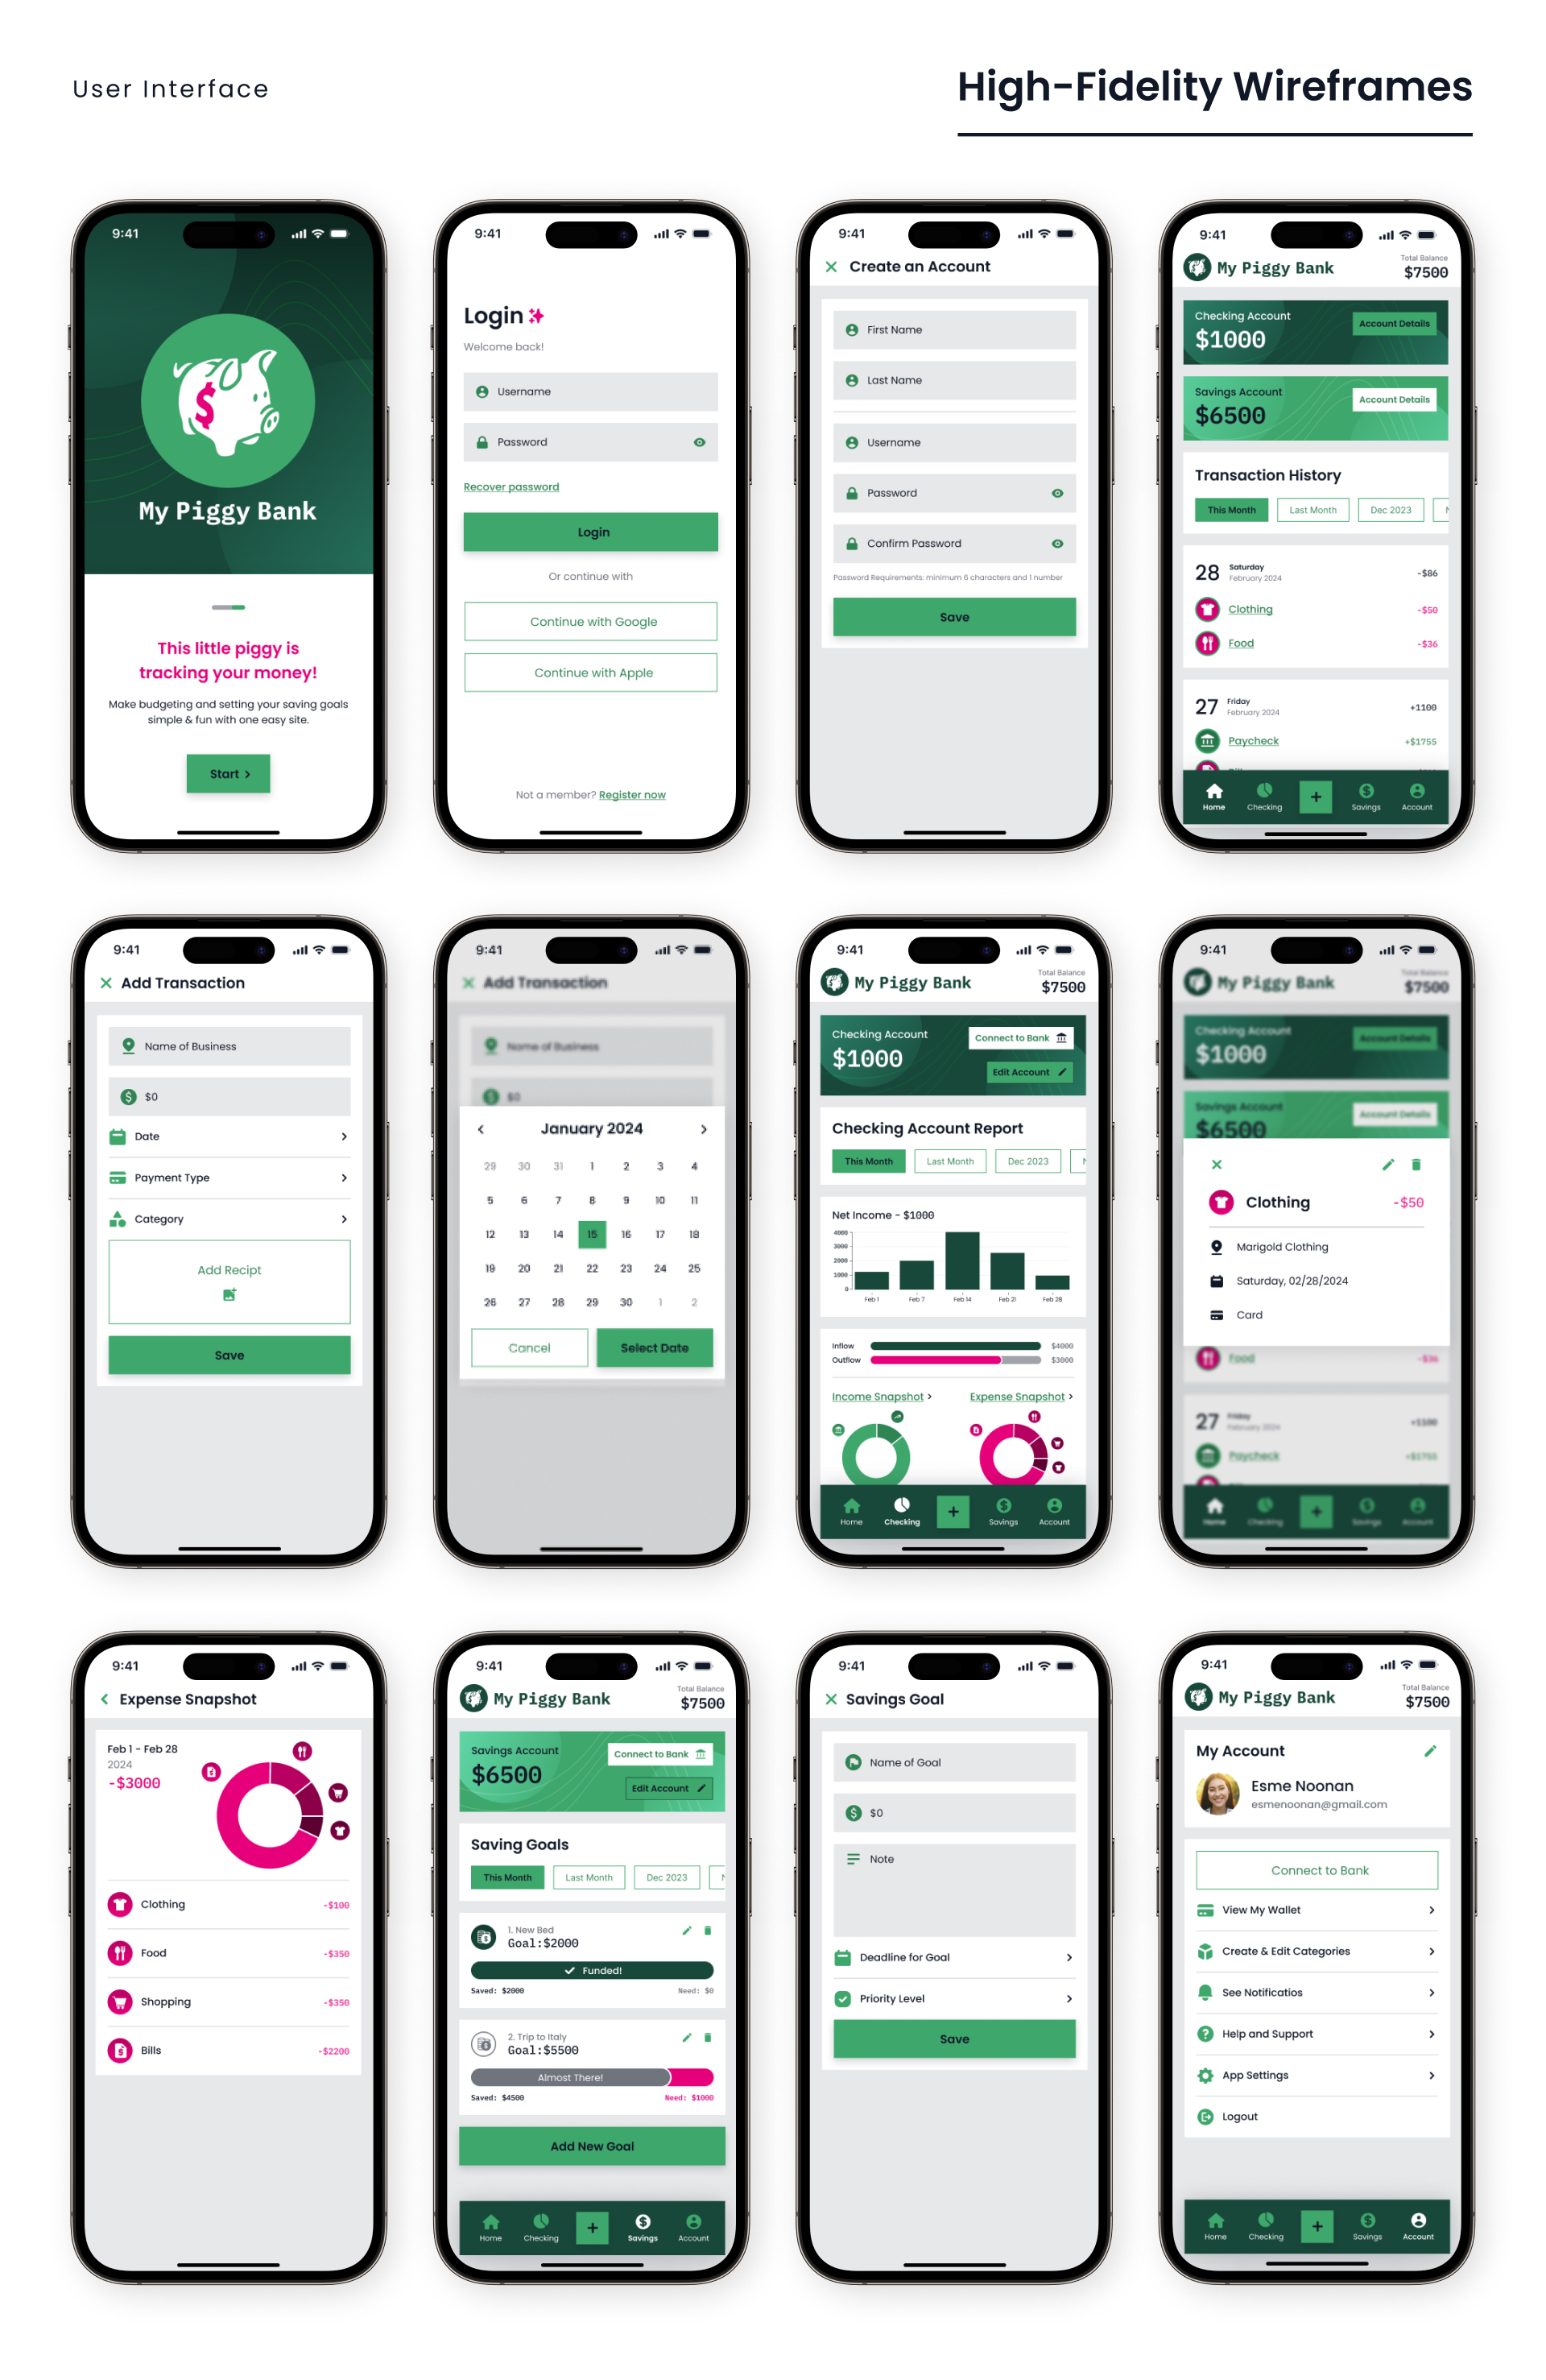 User Interface
High-Fidelity Wireframes
9:41
My Piggy Bank
This little piggy is
tracking your money!
Make budgeting and setting your saving goals
simple & fun with one easy site.
Start
9:41
Login
Welcome back!
Username
Password
Recover password
Login
Or continue with
Continue with Google
Continue with Apple
Not a member? Register now
9:41
Create an Account
First Name
Last Name
Username
Password
Confirm Password
Password Requirements: minimum 6 characters and 1 number
Save
9:41
My Piggy Bank
Total Balance
$7500
Checking Account
$1000
Account Details
Savings Account
$6500
Account Details
Transaction History
This Month
Last Month
Dec 2023
28
Saturday
February 2024
-$86
Clothing
-$50
Food
-$36
27
Friday
February 2024
+1100
Paycheck
+$1755
Home
Checking
+
Savings
Account
9:41
Add Transaction
Name of Business
$0
Date
Payment Type
Category
Add Recipt
Save
9:41
Add Transaction
Name of Business
$0
January 2024
29 30 31 1 2 3 4
5 6 7 8 9 10 11
12 13 14 15 16 17 18
19 20 21 22 23 24 25
26 27 28 29 30 1 2
Cancel
Select Date
9:41
My Piggy Bank
Total Balance
$7500
Checking Account
$1000
Connect to Bank
Edit Account
Checking Account Report
This Month
Last Month
Dec 2023
Net Income - $1000
4000
3000
2000
1000
0
Feb 1
Feb 7
Feb 14
Feb 21
Feb 28
Inflow
$4000
Outflow
$3000
Income Snapshot
Expense Snapshot
Home
Checking
+
Savings
Account
9:41
My Piggy Bank
Total Balance
$7500
Checking Account
$1000
Account Details
Savings Account
$6500
Account Details
Clothing
-$50
Marigold Clothing
Saturday, 02/28/2024
Card
Food
-$36
27
Friday
February 2024
+1100
Paycheck
+$1755
Home
Checking
+
Savings
Account
9:41
Expense Snapshot
Feb 1 - Feb 28
2024
-$3000
Clothing
-$100
Food
-$350
Shopping
-$350
Bills
-$2200
9:41
My Piggy Bank
Total Balance
$7500
Savings Account
$6500
Connect to Bank
Edit Account
Saving Goals
This Month
Last Month
Dec 2023
1. New Bed
Goal:$2000
Funded!
Saved: $2000
Need: $0
2. Trip to Italy
Goal:$5500
Almost There!
Saved: $4500
Need: $1000
Add New Goal
Home
Checking
+
Savings
Account
9:41
Savings Goal
Name of Goal
$0
Note
Deadline for Goal
Priority Level
Save
9:41
My Piggy Bank
Total Balance
$7500
My Account
Esme Noonan
esmenoonan@gmail.com
Connect to Bank
View My Wallet
Create & Edit Categories
See Notificatios
Help and Support
App Settings
Logout
Home
Checking
+
Savings
Account